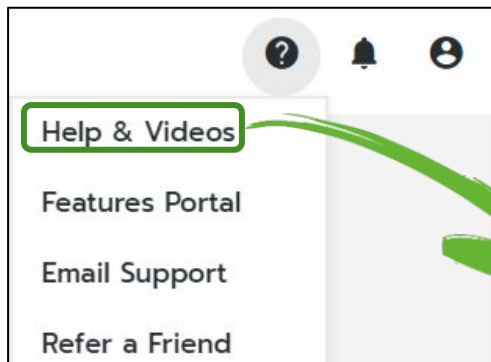 Help & Videos
Features Portal
Email Support
Refer a Friend